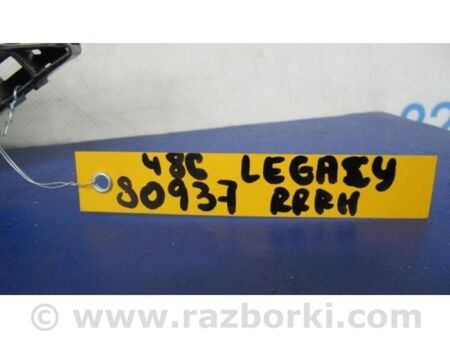 48C LEGACY
80937 RRRH
© www.razborki.com